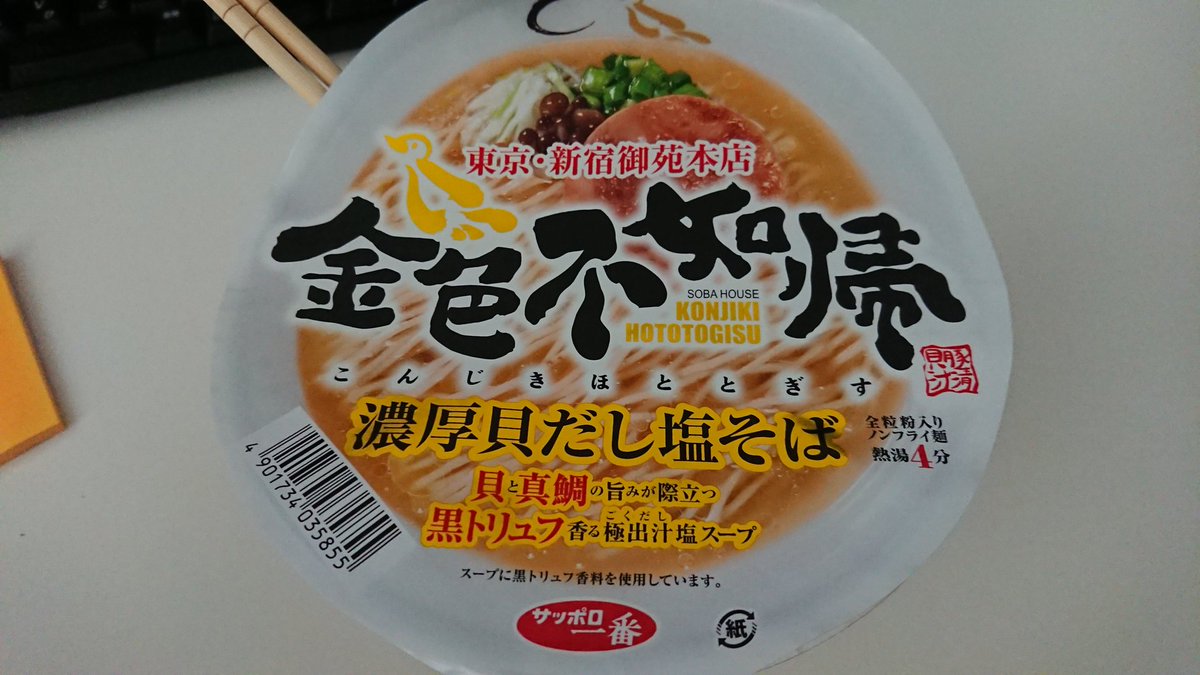 東京・新宿御苑本店
金色不如帰
SOBA HOUSE
KONJIKI
HOTOTOGISU
こんじきほととぎす
濃厚貝だし塩そば
全粒粉入り
ノンフライ麺
熱湯4分
貝と真鯛の旨みが際立つ
こくだし
黒トリュフ香る極出汁塩スープ
スープに黒トリュフ香料を使用しています。
4 901734 035855
サッポロ
一番
紙